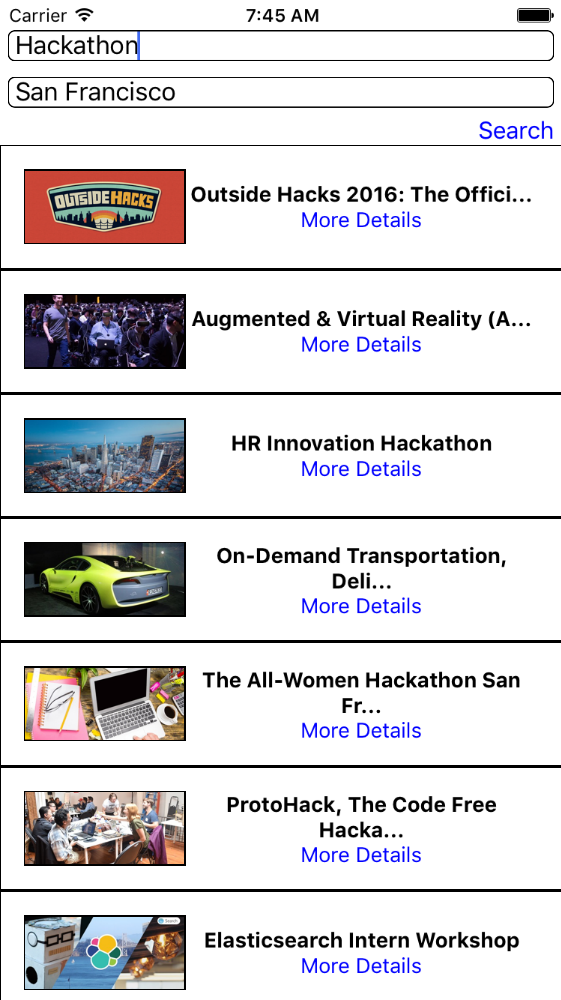 Carrier 7:45 AM
Hackathon
San Francisco
Search
OUTSIDE HACKS
Outside Hacks 2016: The Offici...
More Details
Augmented & Virtual Reality (A...
More Details
HR Innovation Hackathon
More Details
On-Demand Transportation,
Deli...
More Details
The All-Women Hackathon San
Fr...
More Details
ProtoHack, The Code Free
Hacka...
More Details
Elasticsearch Intern Workshop
More Details